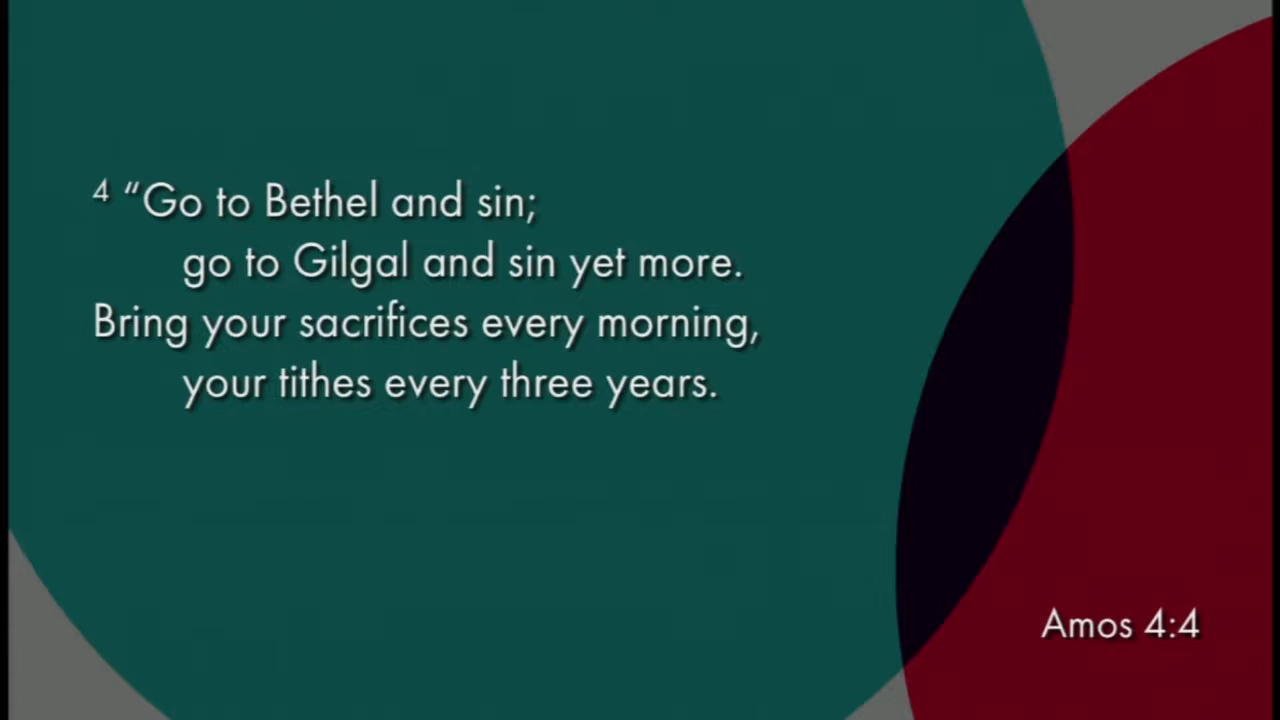 4 “Go to Bethel and sin;
go to Gilgal and sin yet more.
Bring your sacrifices every morning,
your tithes every three years.
Amos 4:4